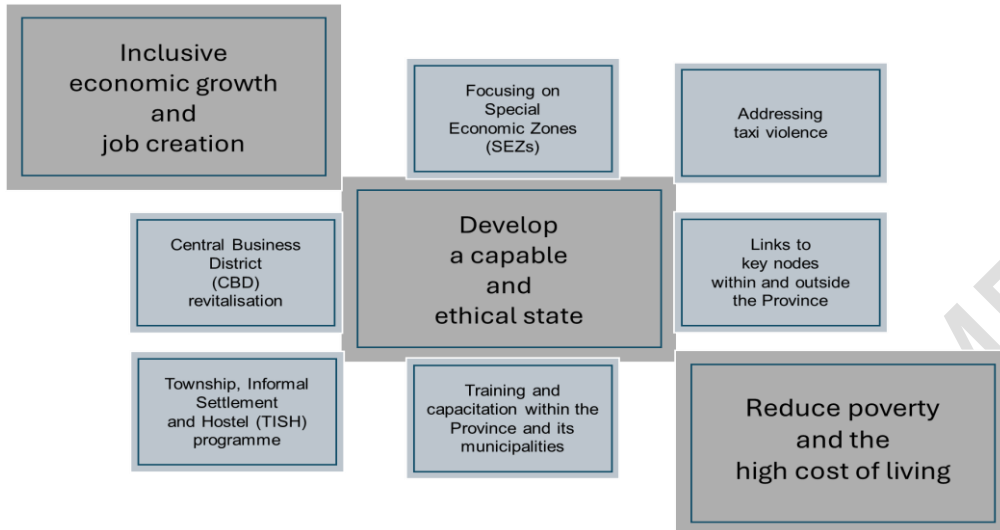 Inclusive
economic growth
and
job creation
Focusing on
Special
Economic Zones
(SEZs)
Addressing
taxi violence
Central Business
District
(CBD)
revitalisation
Develop
a capable
and
ethical state
Links to
key nodes
within and outside
the Province
Township, Informal
Settlement
and Hostel (TISH)
programme
Training and
capacitation within the
Province and its
municipalities
Reduce poverty
and the
high cost of living